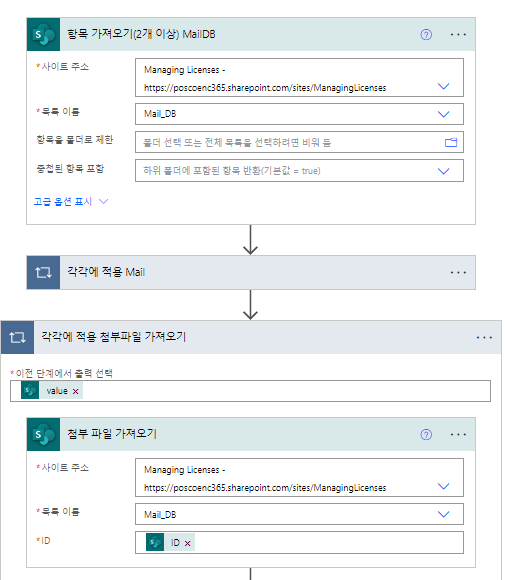 항목 가져오기(2개 이상) MailDB
*사이트 주소
Managing Licenses -
https://poscoenc365.sharepoint.com/sites/ManagingLicenses
*목록 이름
Mail_DB
항목을 폴더로 제한
폴더 선택 또는 전체 목록을 선택하려면 비워 둠
중첩된 항목 포함
하위 폴더에 포함된 항목 반환(기본값 = true)
고급 옵션 표시
각각에 적용 Mail
각각에 적용 첨부파일 가져오기
*이전 단계에서 출력 선택
value x
첨부 파일 가져오기
*사이트 주소
Managing Licenses -
https://poscoenc365.sharepoint.com/sites/ManagingLicenses
*목록 이름
Mail_DB
*ID
ID x